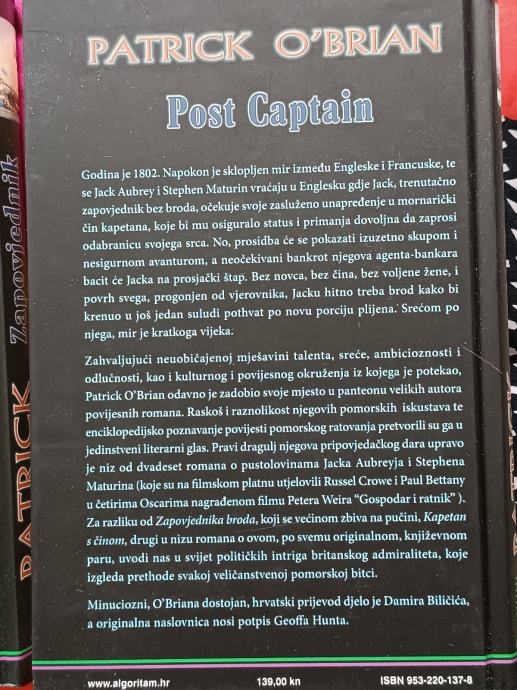 PATRICK O'BRIAN
Post Captain
Godina je 1802. Napokon je sklopljen mir između Engleske i Francuske, te
se Jack Aubrey i Stephen Maturin vraćaju u Englesku gdje Jack, trenutačno
zapovjednik bez broda, očekuje svoje zasluženo unapređenje u mornarički
čin kapetana, koje bi mu osiguralo status i primanja dovoljna da zaprosi
odabranicu svojega srca. No, prosidba će se pokazati izuzetno skupom i
nesigurnom avanturom, a neočekivani bankrot njegova agenta-bankara
bacit će Jacka na prosjački štap. Bez novca, bez čina, bez voljene žene, i
povrh svega, progonjen od vjerovnika, Jacku hitno treba brod kako bi
krenuo u još jedan suludi pothvat po novu porciju plijena. Srećom po
njega, mir je kratkoga vijeka.
Zahvaljujući neuobičajenoj mješavini talenta, sreće, ambicioznosti i
odlučnosti, kao i kulturnog i povijesnog okruženja iz kojega je potekao,
Patrick O'Brian odavno je zadobio svoje mjesto u panteonu velikih autora
povijesnih romana. Raskoš i raznolikost njegovih pomorskih iskustava te
enciklopedijsko poznavanje povijesti pomorskog ratovanja pretvorili su ga u
jedinstveni literarni glas. Pravi dragulj njegova pripovjedačkog dara upravo
je niz od dvadeset romana o pustolovinama Jacka Aubreyja i Stephena
Maturina (koje su na filmskom platnu utjelovili Russel Crowe i Paul Bettany
u četirima Oscarima nagrađenom filmu Petera Weira "Gospodar i ratnik" ).
Za razliku od Zapovjednika broda, koji se većinom zbiva na pučini, Kapetan
s činom, drugi u nizu romana o ovom, po svemu originalnom, književnom
paru, uvodi nas u svijet političkih intriga britanskog admiraliteta, koje
izgleda prethode svakoj veličanstvenoj pomorskoj bitci.
Minuciozni, O'Briana dostojan, hrvatski prijevod djelo je Damira Biličića,
a originalna naslovnica nosi potpis Geoffa Hunta.
www.algoritam.hr 139,00 kn ISBN 953-220-137-8
PATRICK
Zapovjednik